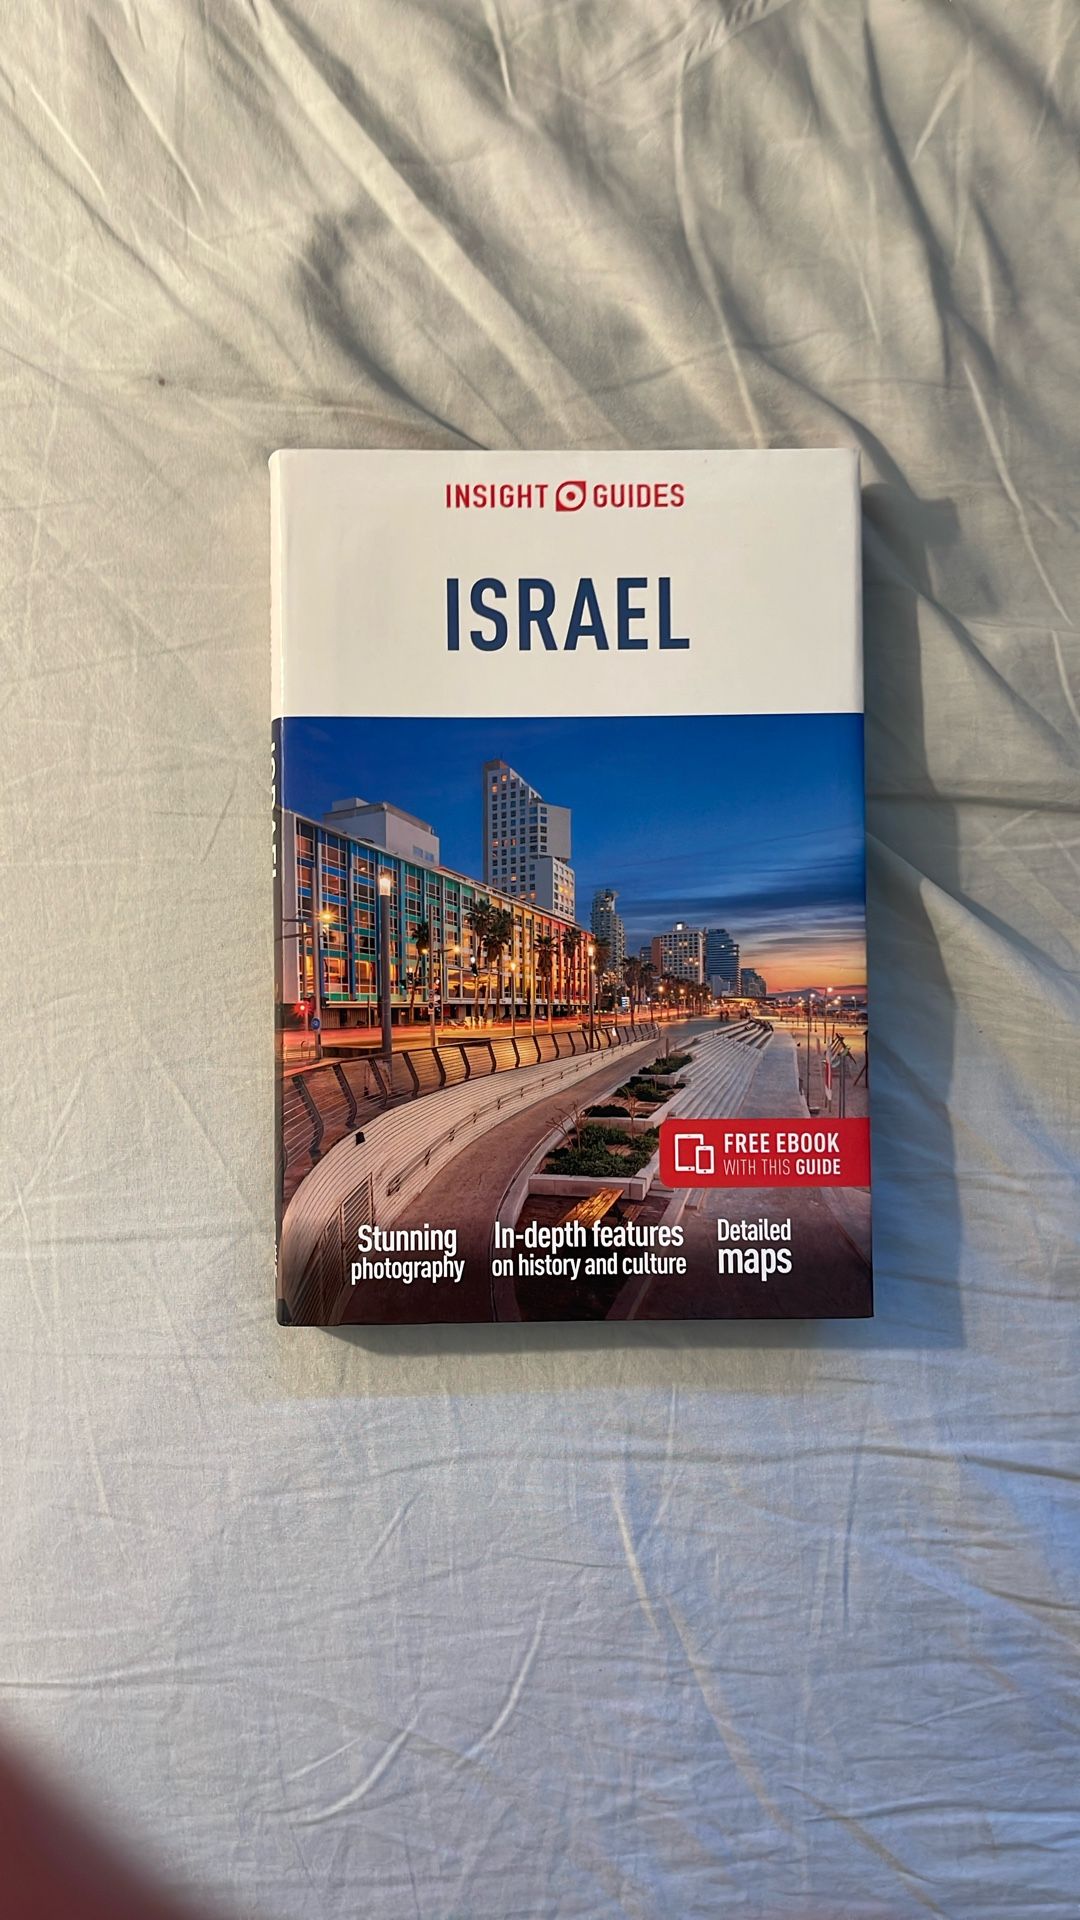 INSIGHT GUIDES
ISRAEL
FREE EBOOK
WITH THIS GUIDE
Stunning
photography
In-depth features
on history and culture
Detailed
maps